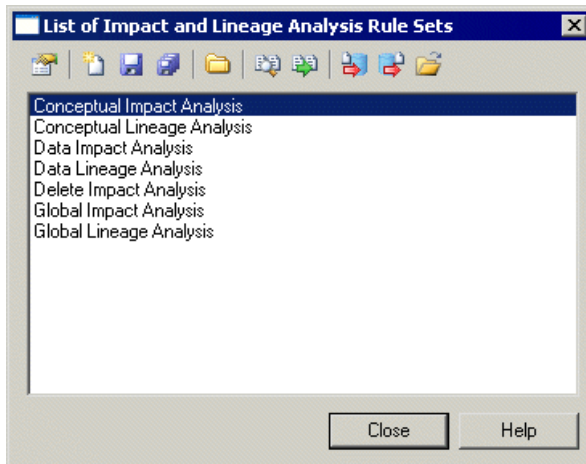 List of Impact and Lineage Analysis Rule Sets
Conceptual Impact Analysis
Conceptual Lineage Analysis
Data Impact Analysis
Data Lineage Analysis
Delete Impact Analysis
Global Impact Analysis
Global Lineage Analysis
Close
Help